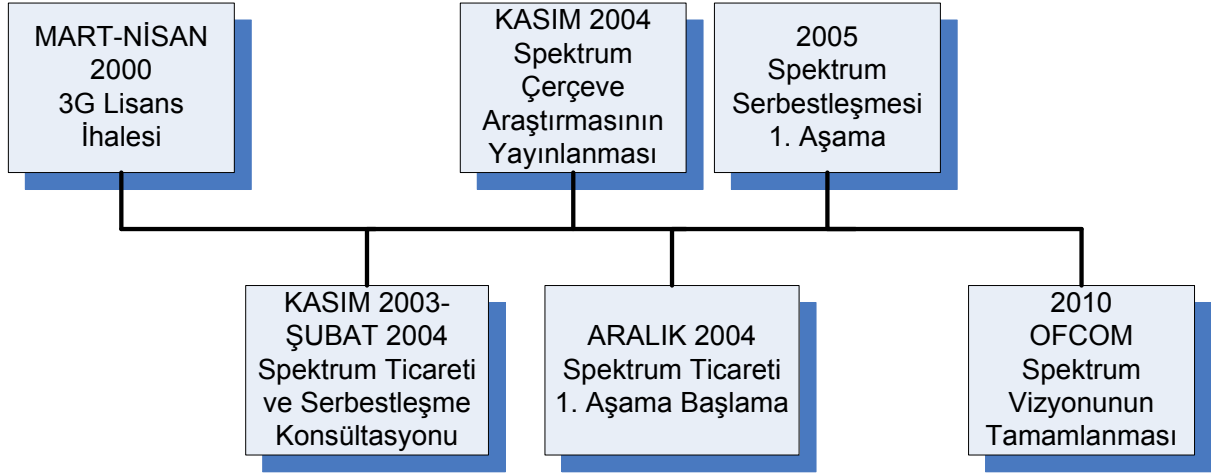 MART-NİSAN
2000
3G Lisans
İhalesi
KASIM 2004
Spektrum
Çerçeve
Araştırmasının
Yayınlanması
2005
Spektrum
Serbestleşmesi
1. Aşama
KASIM 2003-
ŞUBAT 2004
Spektrum Ticareti
ve Serbestleşme
Konsültasyonu
ARALIK 2004
Spektrum Ticareti
1. Aşama Başlama
2010
OFCOM
Spektrum
Vizyonunun
Tamamlanması